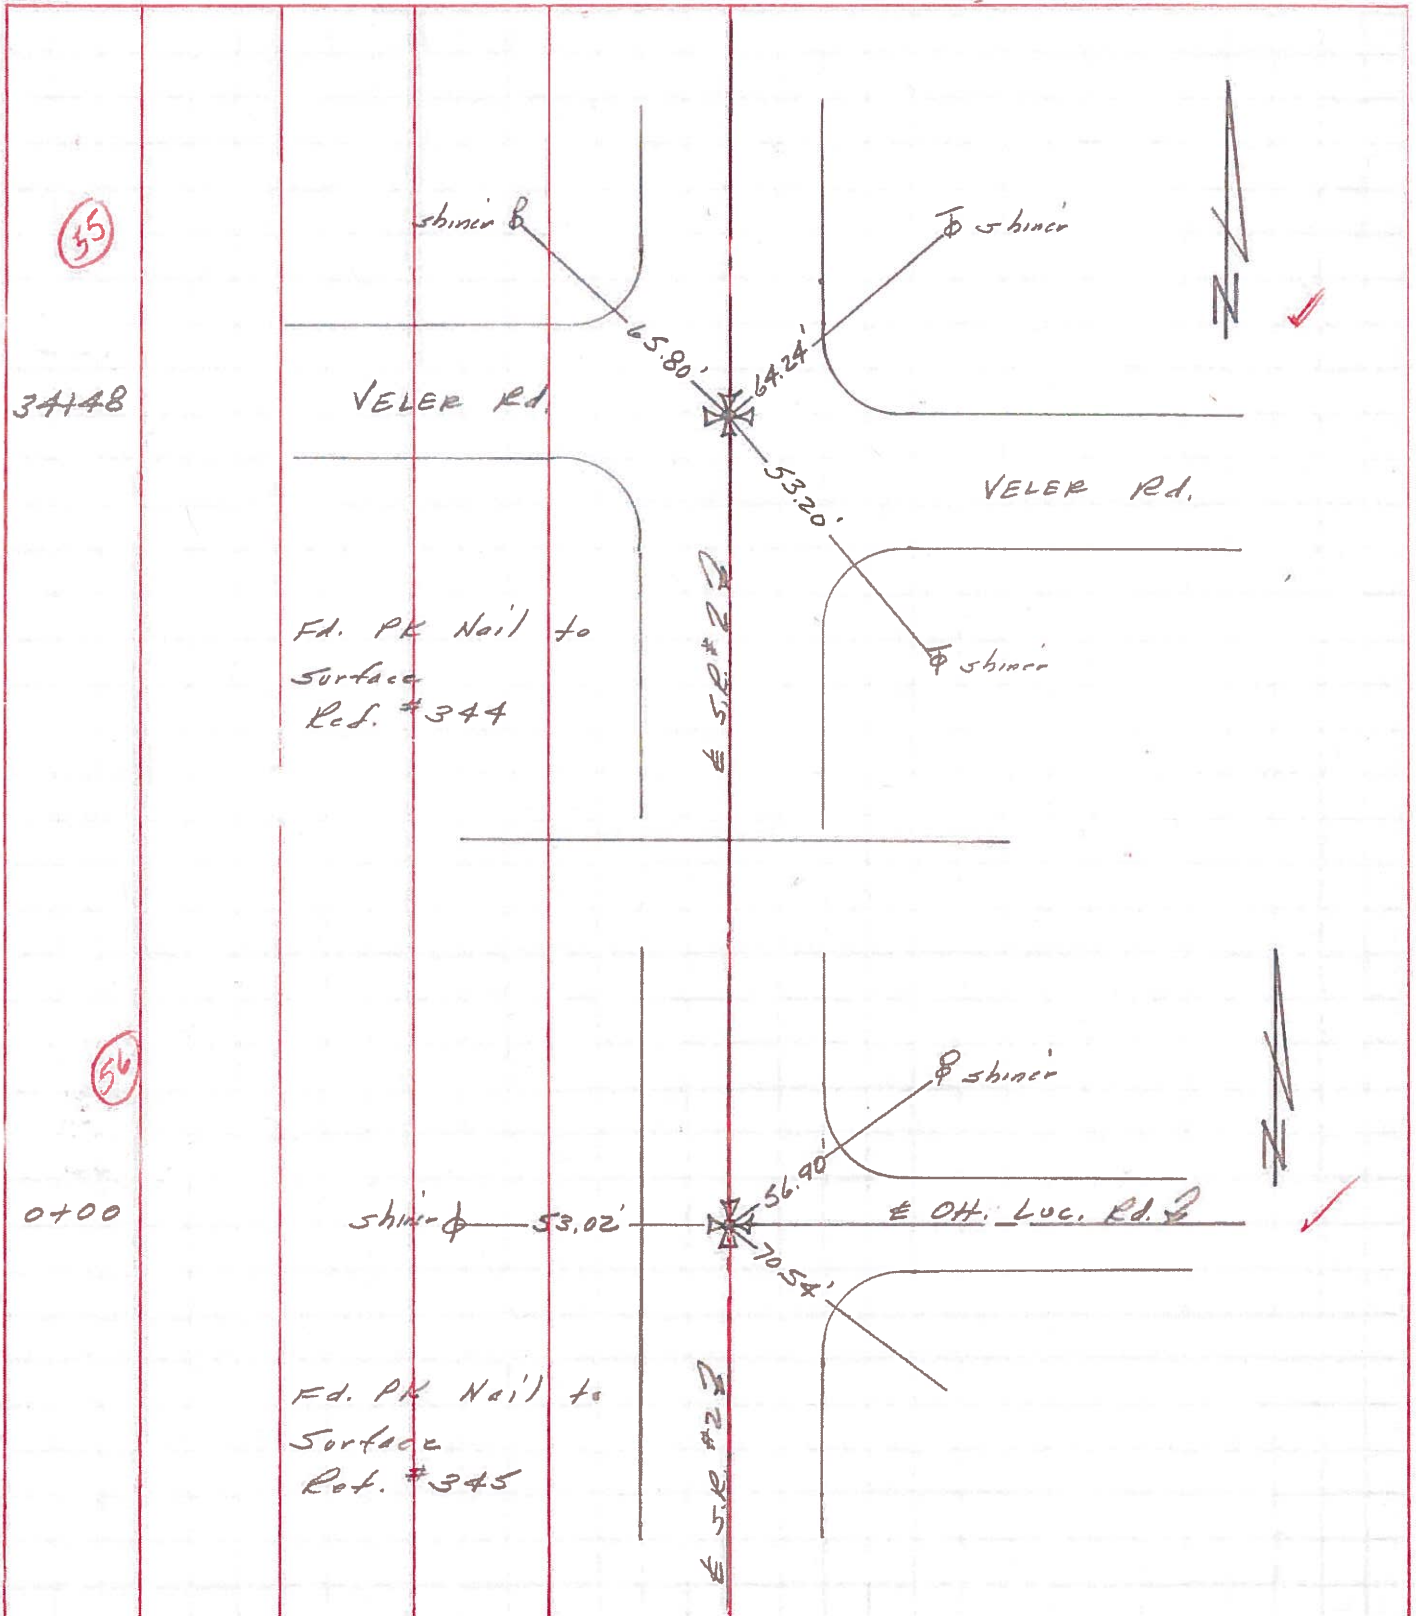 55
shiner
shiner
65.80'
64.24'
N
34+48
VELER Rd.
53.20'
VELER Rd.
shiner
Fd. PK Nail to
Surface
Ref. #344
℄ S.R. #2
56
shiner
N
56.90'
0+00
shiner
53.02'
℄ OH. Luc. Rd.
70.54'
Fd. PK Nail to
Surface
Ref. #345
℄ S.R. #2